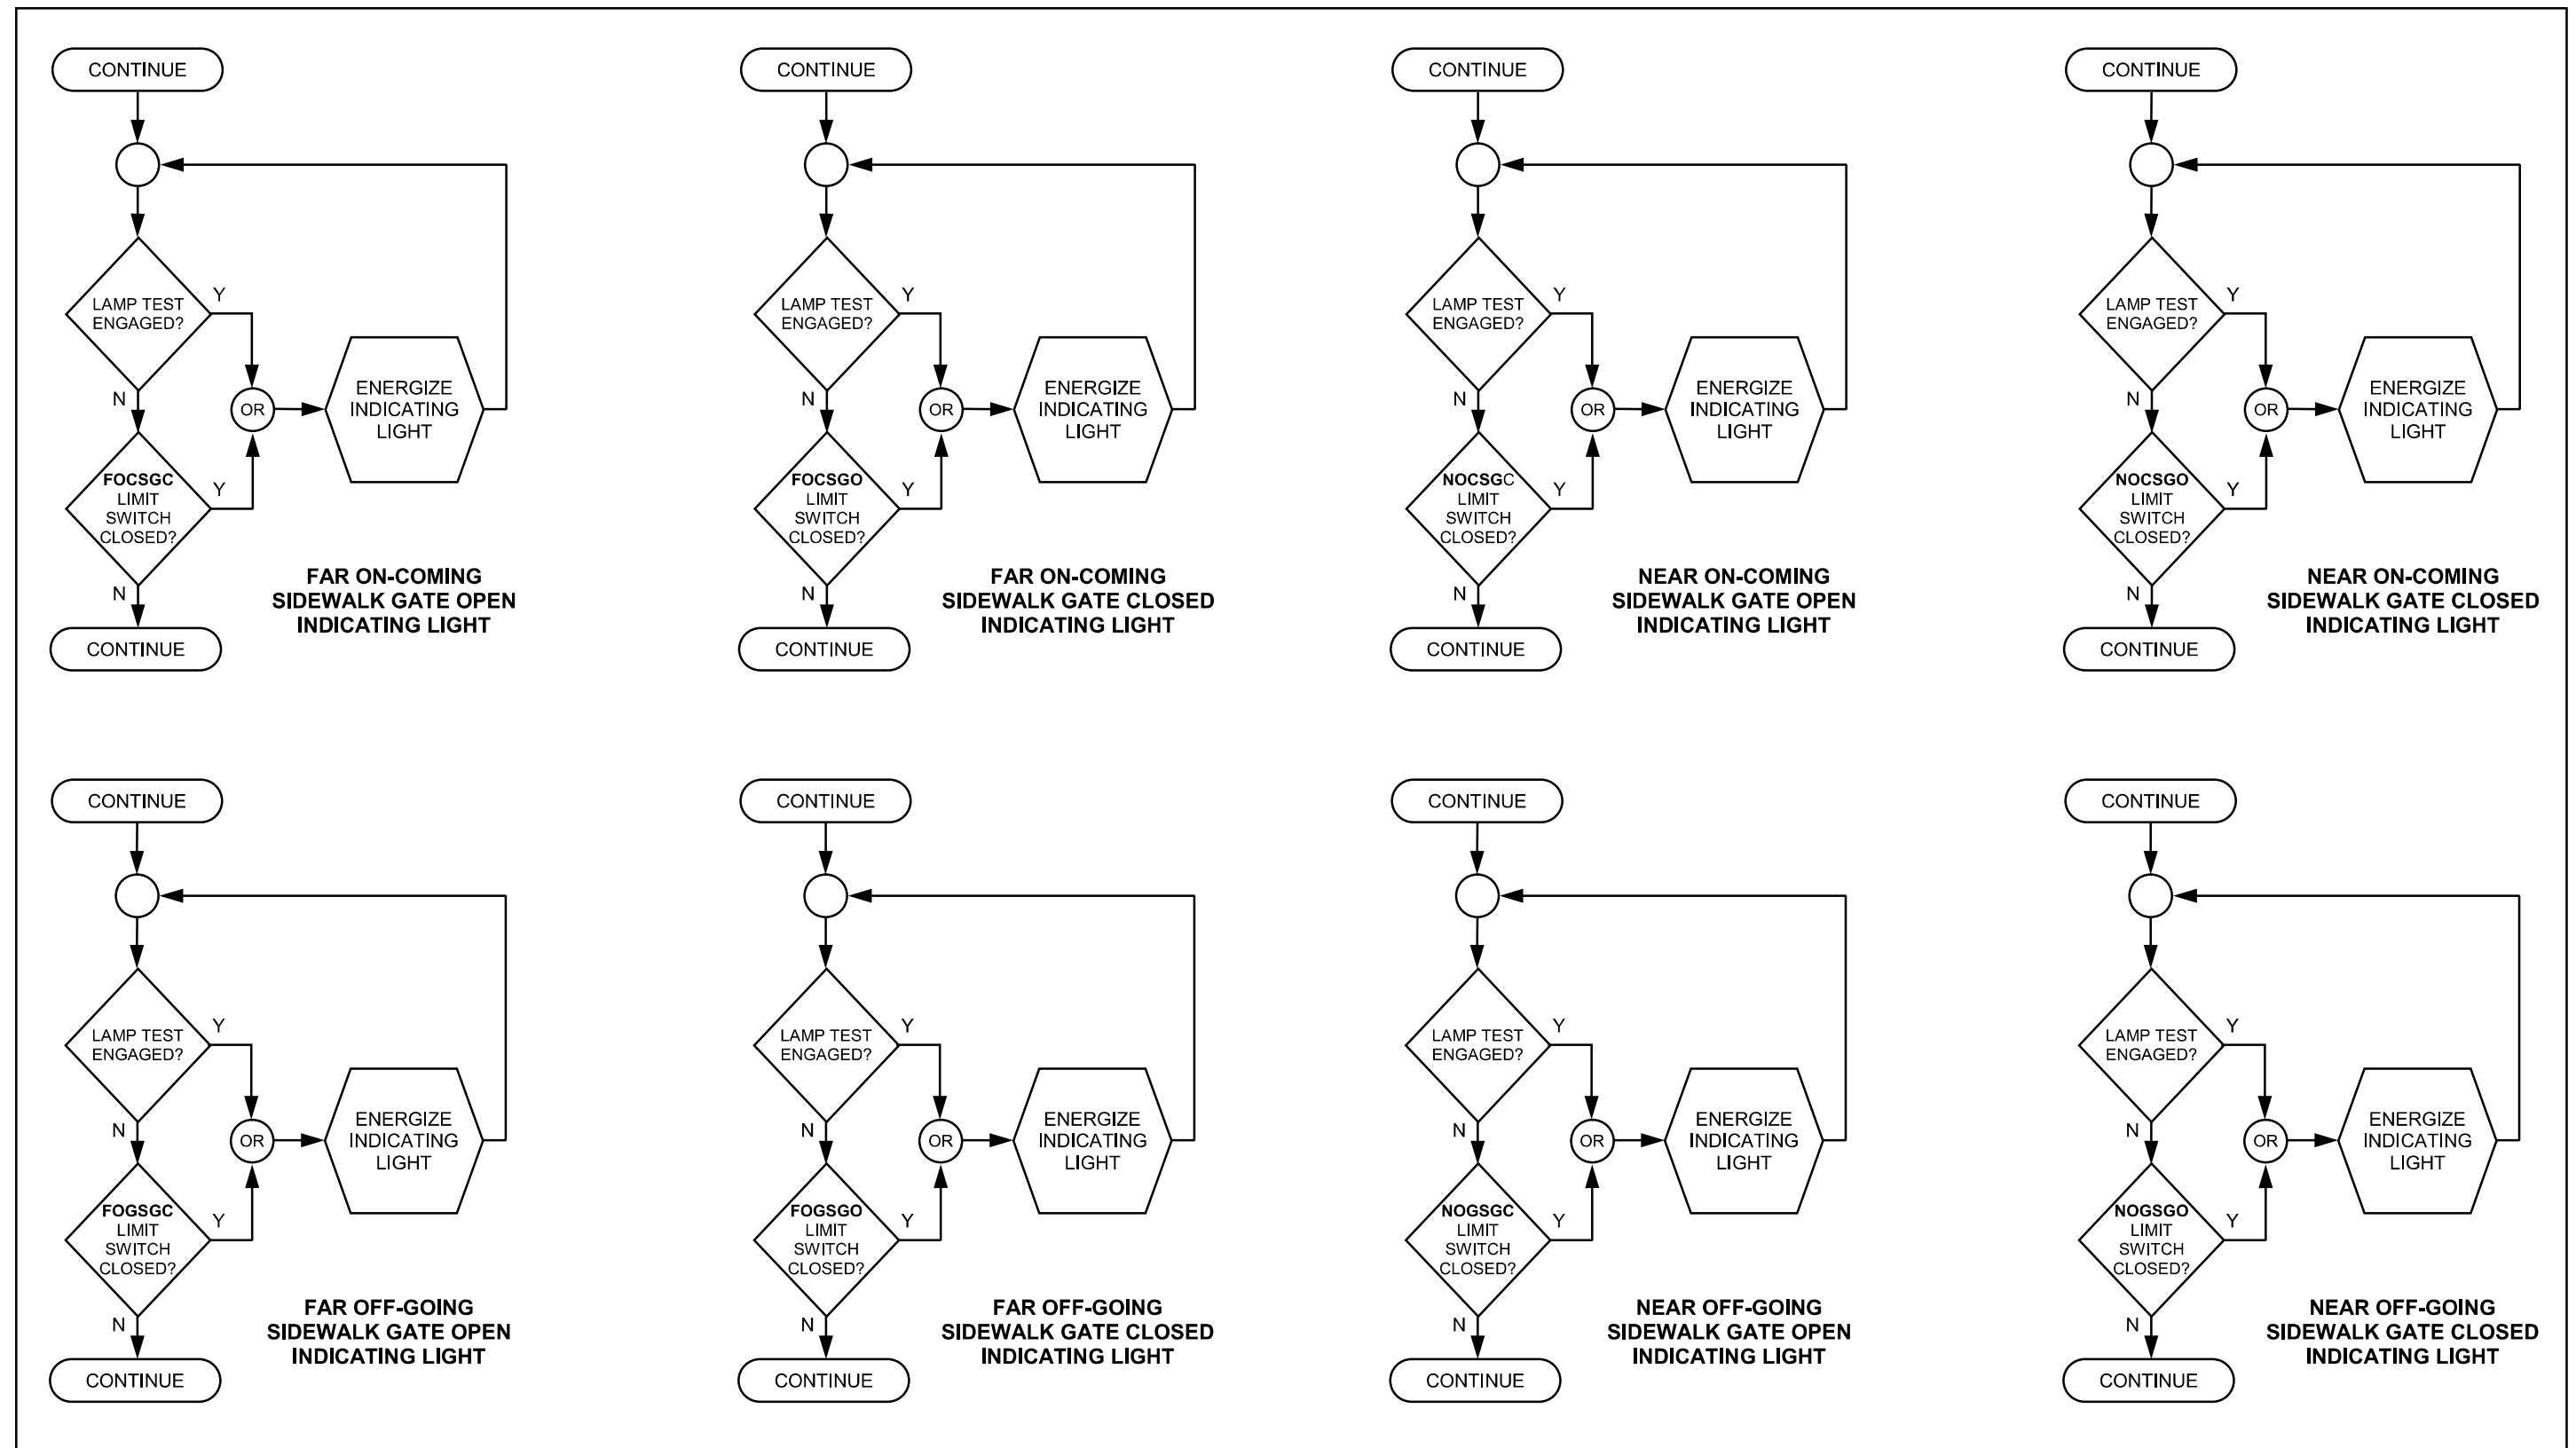 CONTINUE
LAMP TEST
ENGAGED?
Y
N
OR
ENERGIZE
INDICATING
LIGHT
FOCSGC
LIMIT
SWITCH
CLOSED?
Y
N
FAR ON-COMING
SIDEWALK GATE OPEN
INDICATING LIGHT
CONTINUE
CONTINUE
LAMP TEST
ENGAGED?
Y
N
OR
ENERGIZE
INDICATING
LIGHT
FOCSGO
LIMIT
SWITCH
CLOSED?
Y
N
FAR ON-COMING
SIDEWALK GATE CLOSED
INDICATING LIGHT
CONTINUE
CONTINUE
LAMP TEST
ENGAGED?
Y
N
OR
ENERGIZE
INDICATING
LIGHT
NOCSGC
LIMIT
SWITCH
CLOSED?
Y
N
NEAR ON-COMING
SIDEWALK GATE OPEN
INDICATING LIGHT
CONTINUE
CONTINUE
LAMP TEST
ENGAGED?
Y
N
OR
ENERGIZE
INDICATING
LIGHT
NOCSGO
LIMIT
SWITCH
CLOSED?
Y
N
NEAR ON-COMING
SIDEWALK GATE CLOSED
INDICATING LIGHT
CONTINUE
CONTINUE
LAMP TEST
ENGAGED?
Y
N
OR
ENERGIZE
INDICATING
LIGHT
FOGSGC
LIMIT
SWITCH
CLOSED?
Y
N
FAR OFF-GOING
SIDEWALK GATE OPEN
INDICATING LIGHT
CONTINUE
CONTINUE
LAMP TEST
ENGAGED?
Y
N
OR
ENERGIZE
INDICATING
LIGHT
FOGSGO
LIMIT
SWITCH
CLOSED?
Y
N
FAR OFF-GOING
SIDEWALK GATE CLOSED
INDICATING LIGHT
CONTINUE
CONTINUE
LAMP TEST
ENGAGED?
Y
N
OR
ENERGIZE
INDICATING
LIGHT
NOGSGC
LIMIT
SWITCH
CLOSED?
Y
N
NEAR OFF-GOING
SIDEWALK GATE OPEN
INDICATING LIGHT
CONTINUE
CONTINUE
LAMP TEST
ENGAGED?
Y
N
OR
ENERGIZE
INDICATING
LIGHT
NOGSGO
LIMIT
SWITCH
CLOSED?
Y
N
NEAR OFF-GOING
SIDEWALK GATE CLOSED
INDICATING LIGHT
CONTINUE